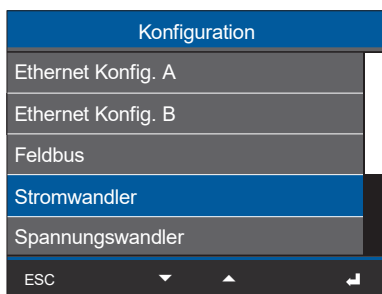 Konfiguration
Ethernet Konfig. A
Ethernet Konfig. B
Feldbus
Stromwandler
Spannungswandler
ESC